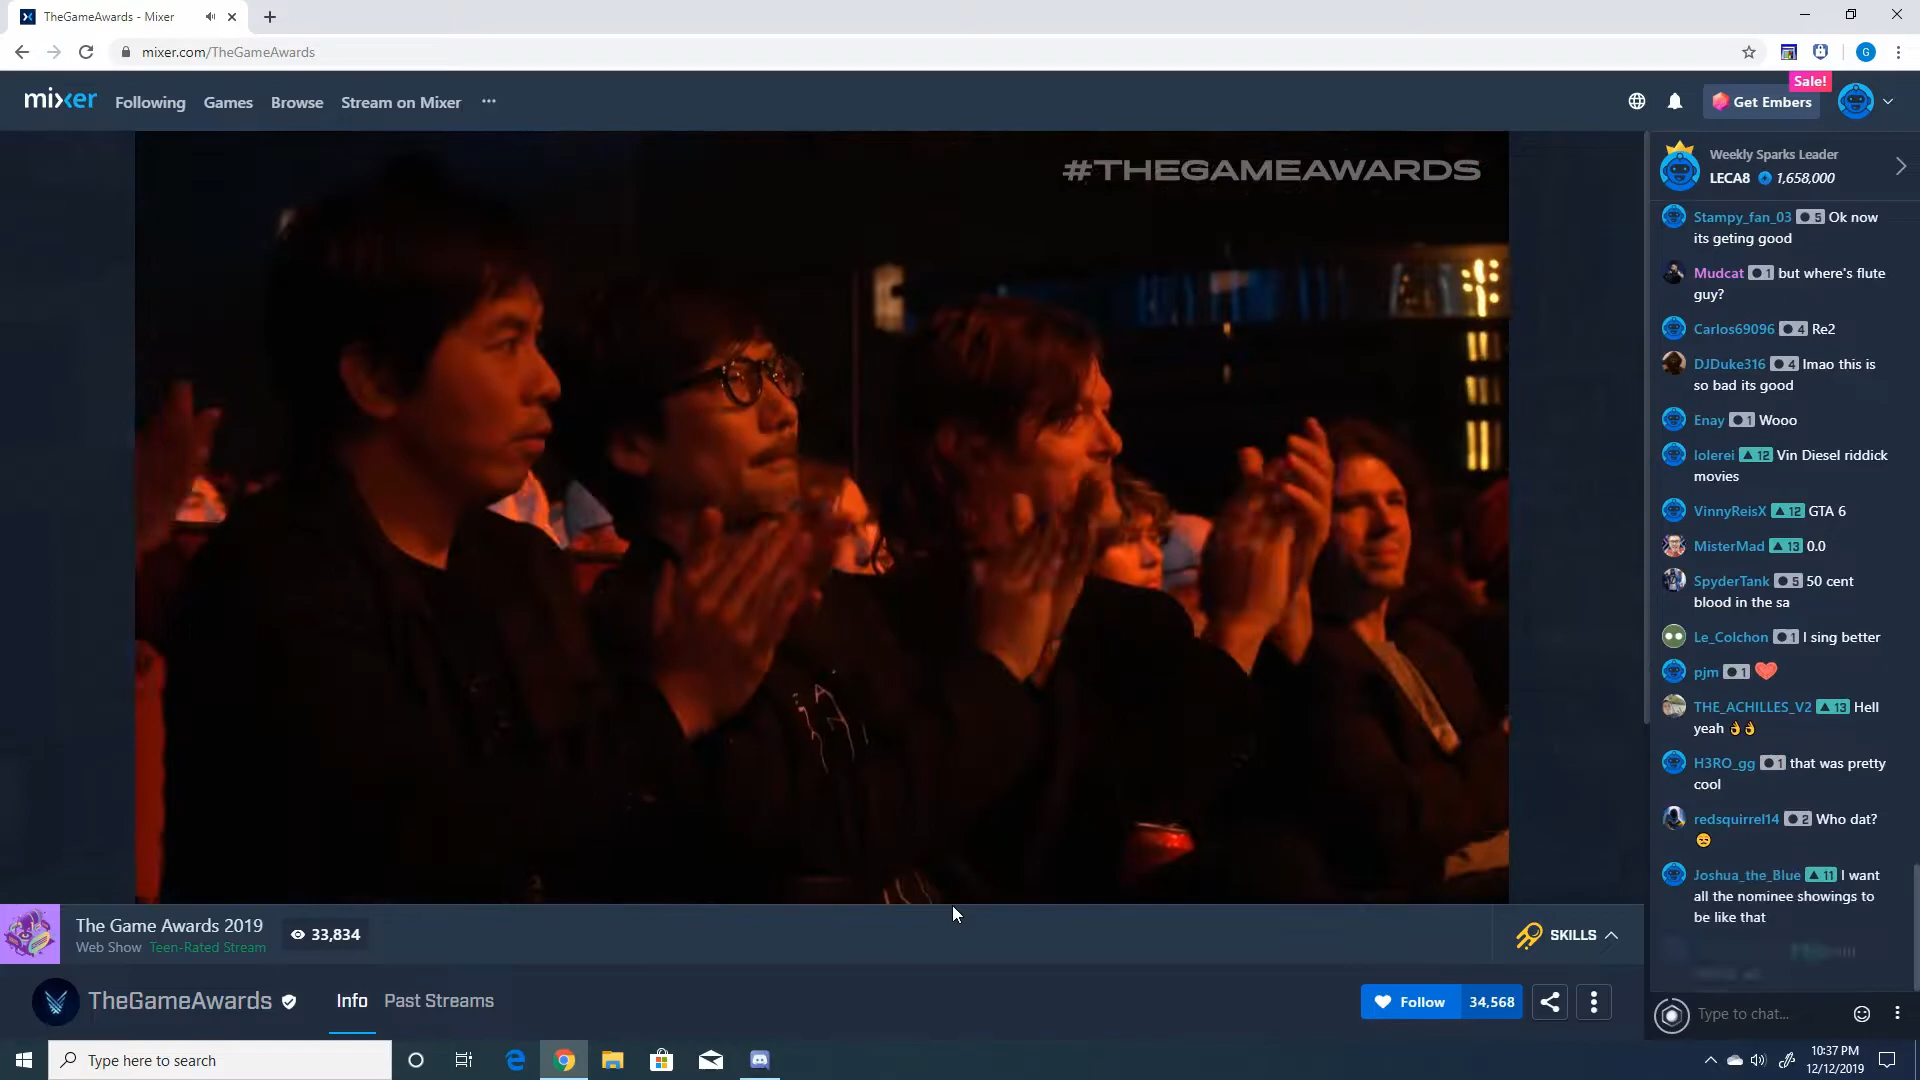 TheGameAwards - Mixer
mixer.com/TheGameAwards
G
Sale!
mixer
Following
Games
Browse
Stream on Mixer
Get Embers
#THEGAMEAWARDS
Weekly Sparks Leader
LECA8 1,658,000
Stampy_fan_03 5 Ok now
its geting good
Mudcat 1 but where's flute
guy?
Carlos69096 4 Re2
DJDuke316 4 lmao this is
so bad its good
Enay 1 Wooo
lolerei 12 Vin Diesel riddick
movies
VinnyReisX 12 GTA 6
MisterMad 13 0.0
SpyderTank 5 50 cent
blood in the sa
Le_Colchon 1 I sing better
pjm 1 ❤️
THE_ACHILLES_V2 13 Hell
yeah 👌👌
H3RO_gg 1 that was pretty
cool
redsquirrel14 2 Who dat?
😒
Joshua_the_Blue 11 I want
all the nominee showings to
be like that
The Game Awards 2019
33,834
Web Show Teen-Rated Stream
SKILLS
TheGameAwards
Info
Past Streams
Follow 34,568
Type to chat...
Type here to search
10:37 PM
12/12/2019